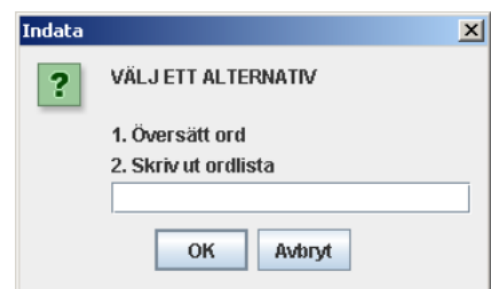 Indata
?
VÄLJ ETT ALTERNATIV
1. Översätt ord
2. Skriv ut ordlista
OK Avbryt